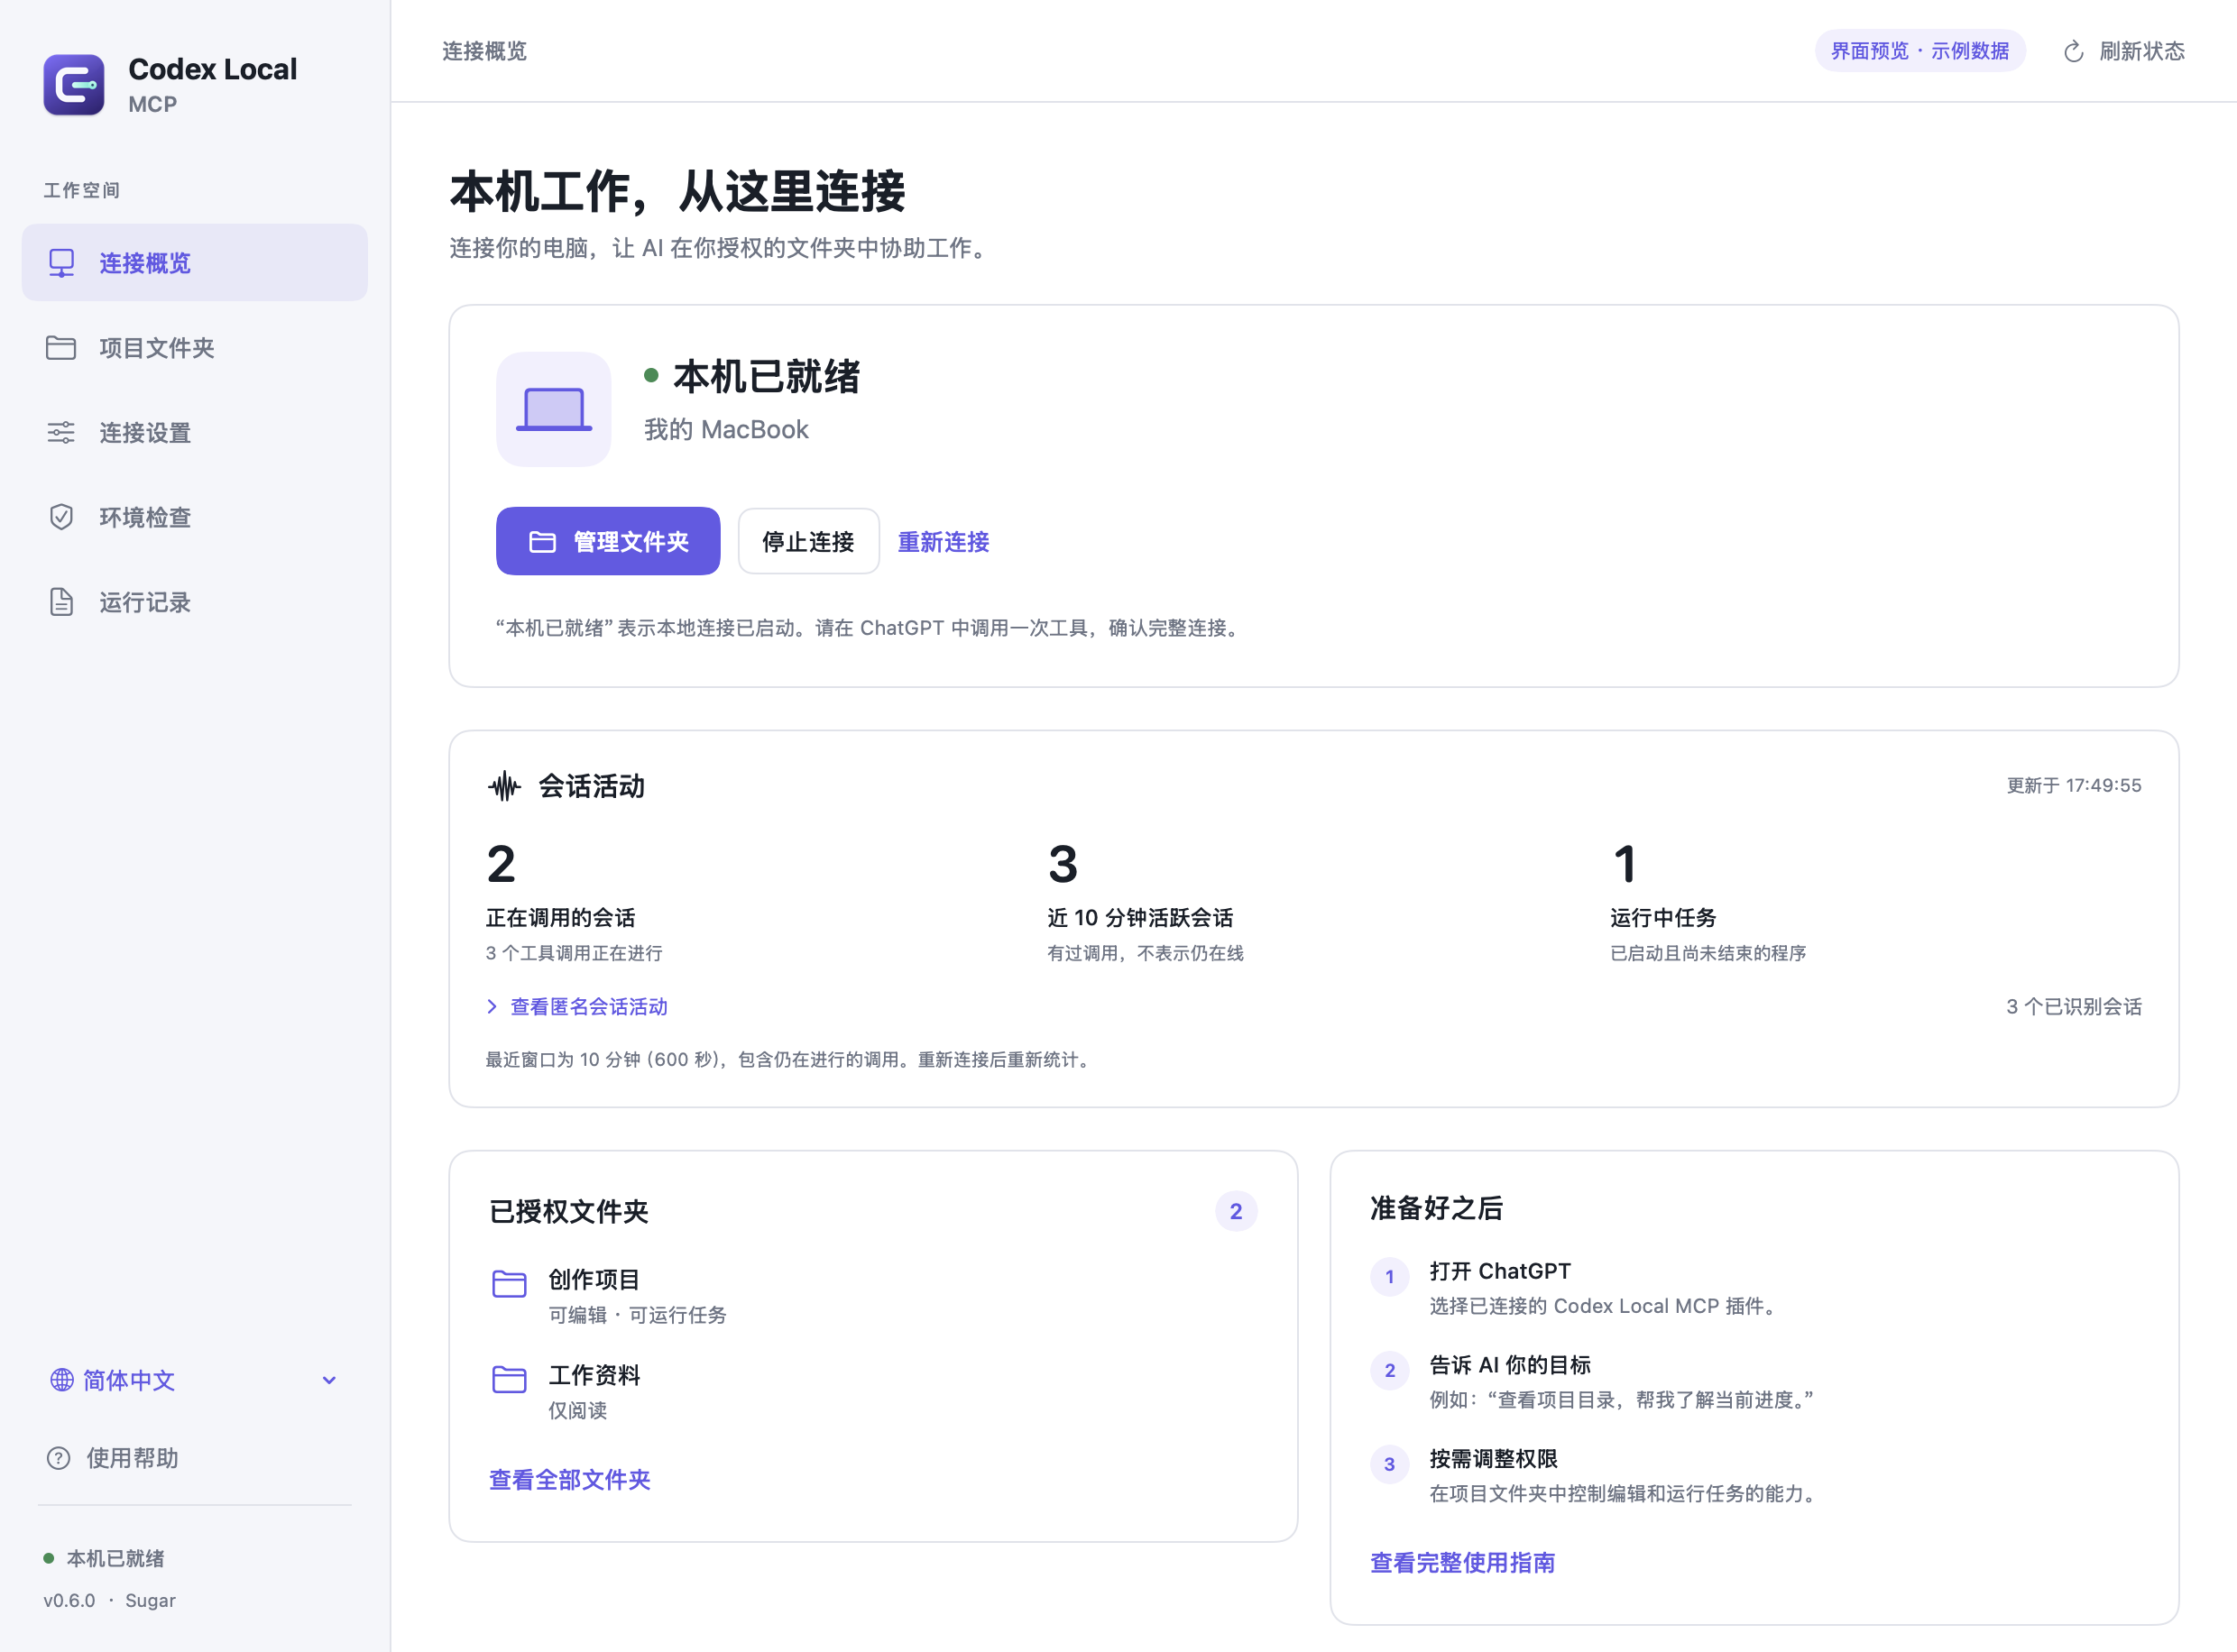 Codex Local
MCP
工作空间
连接概览
项目文件夹
连接设置
环境检查
运行记录
简体中文
使用帮助
本机已就绪
v0.6.0 · Sugar
连接概览
界面预览 · 示例数据
刷新状态
本机工作，从这里连接
连接你的电脑，让 AI 在你授权的文件夹中协助工作。
本机已就绪
我的 MacBook
管理文件夹
停止连接
重新连接
“本机已就绪”表示本地连接已启动。请在 ChatGPT 中调用一次工具，确认完整连接。
会话活动
更新于 17:49:55
2
正在调用的会话
3 个工具调用正在进行
3
近 10 分钟活跃会话
有过调用，不表示仍在线
1
运行中任务
已启动且尚未结束的程序
查看匿名会话活动
3 个已识别会话
最近窗口为 10 分钟 (600 秒)，包含仍在进行的调用。重新连接后重新统计。
已授权文件夹
2
创作项目
可编辑 · 可运行任务
工作资料
仅阅读
查看全部文件夹
准备好之后
1
打开 ChatGPT
选择已连接的 Codex Local MCP 插件。
2
告诉 AI 你的目标
例如：“查看项目目录，帮我了解当前进度。”
3
按需调整权限
在项目文件夹中控制编辑和运行任务的能力。
查看完整使用指南